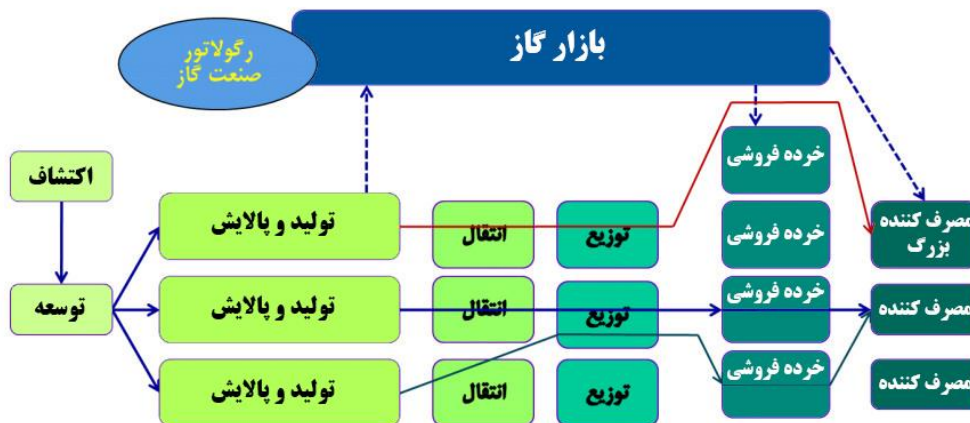 بازار گاز
رگولاتور
صنعت گاز
اکتشاف
خرده فروشی
تولید و پالایش
انتقال
توزیع
خرده فروشی
مصرف کننده
بزرگ
توسعه
تولید و پالایش
انتقال
توزیع
خرده فروشی
مصرف کننده
تولید و پالایش
انتقال
توزیع
خرده فروشی
مصرف کننده